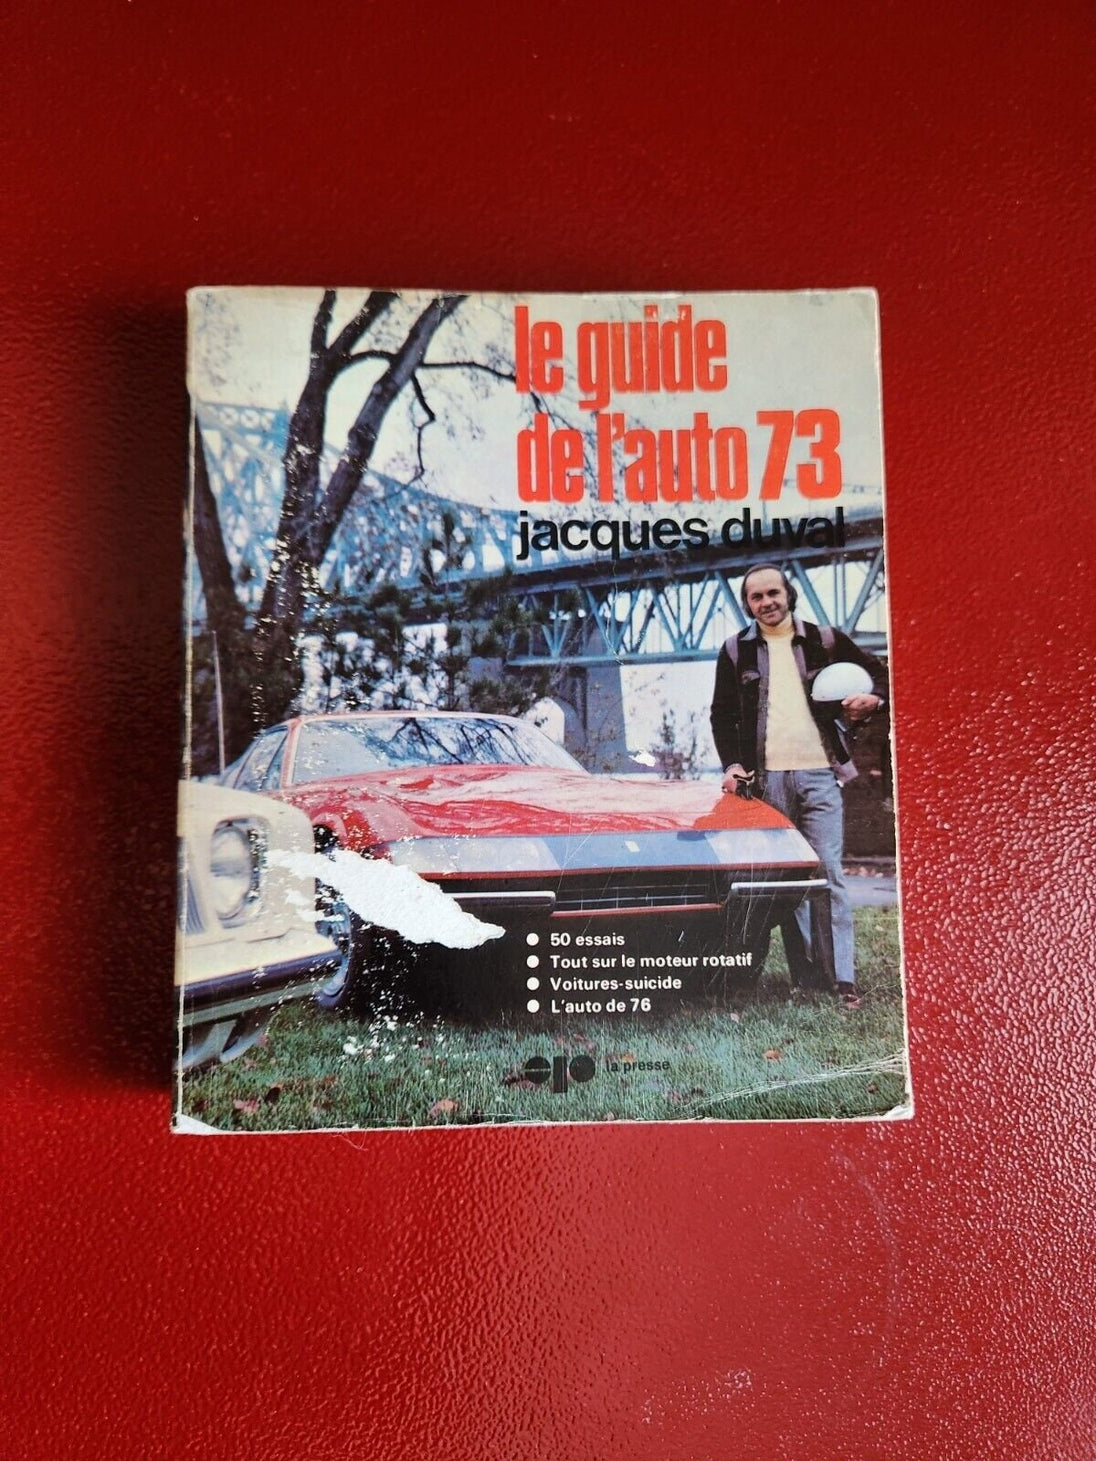 le guide
de l'auto 73
jacques duval
● 50 essais
● Tout sur le moteur rotatif
● Voitures-suicide
● L'auto de 76
la presse